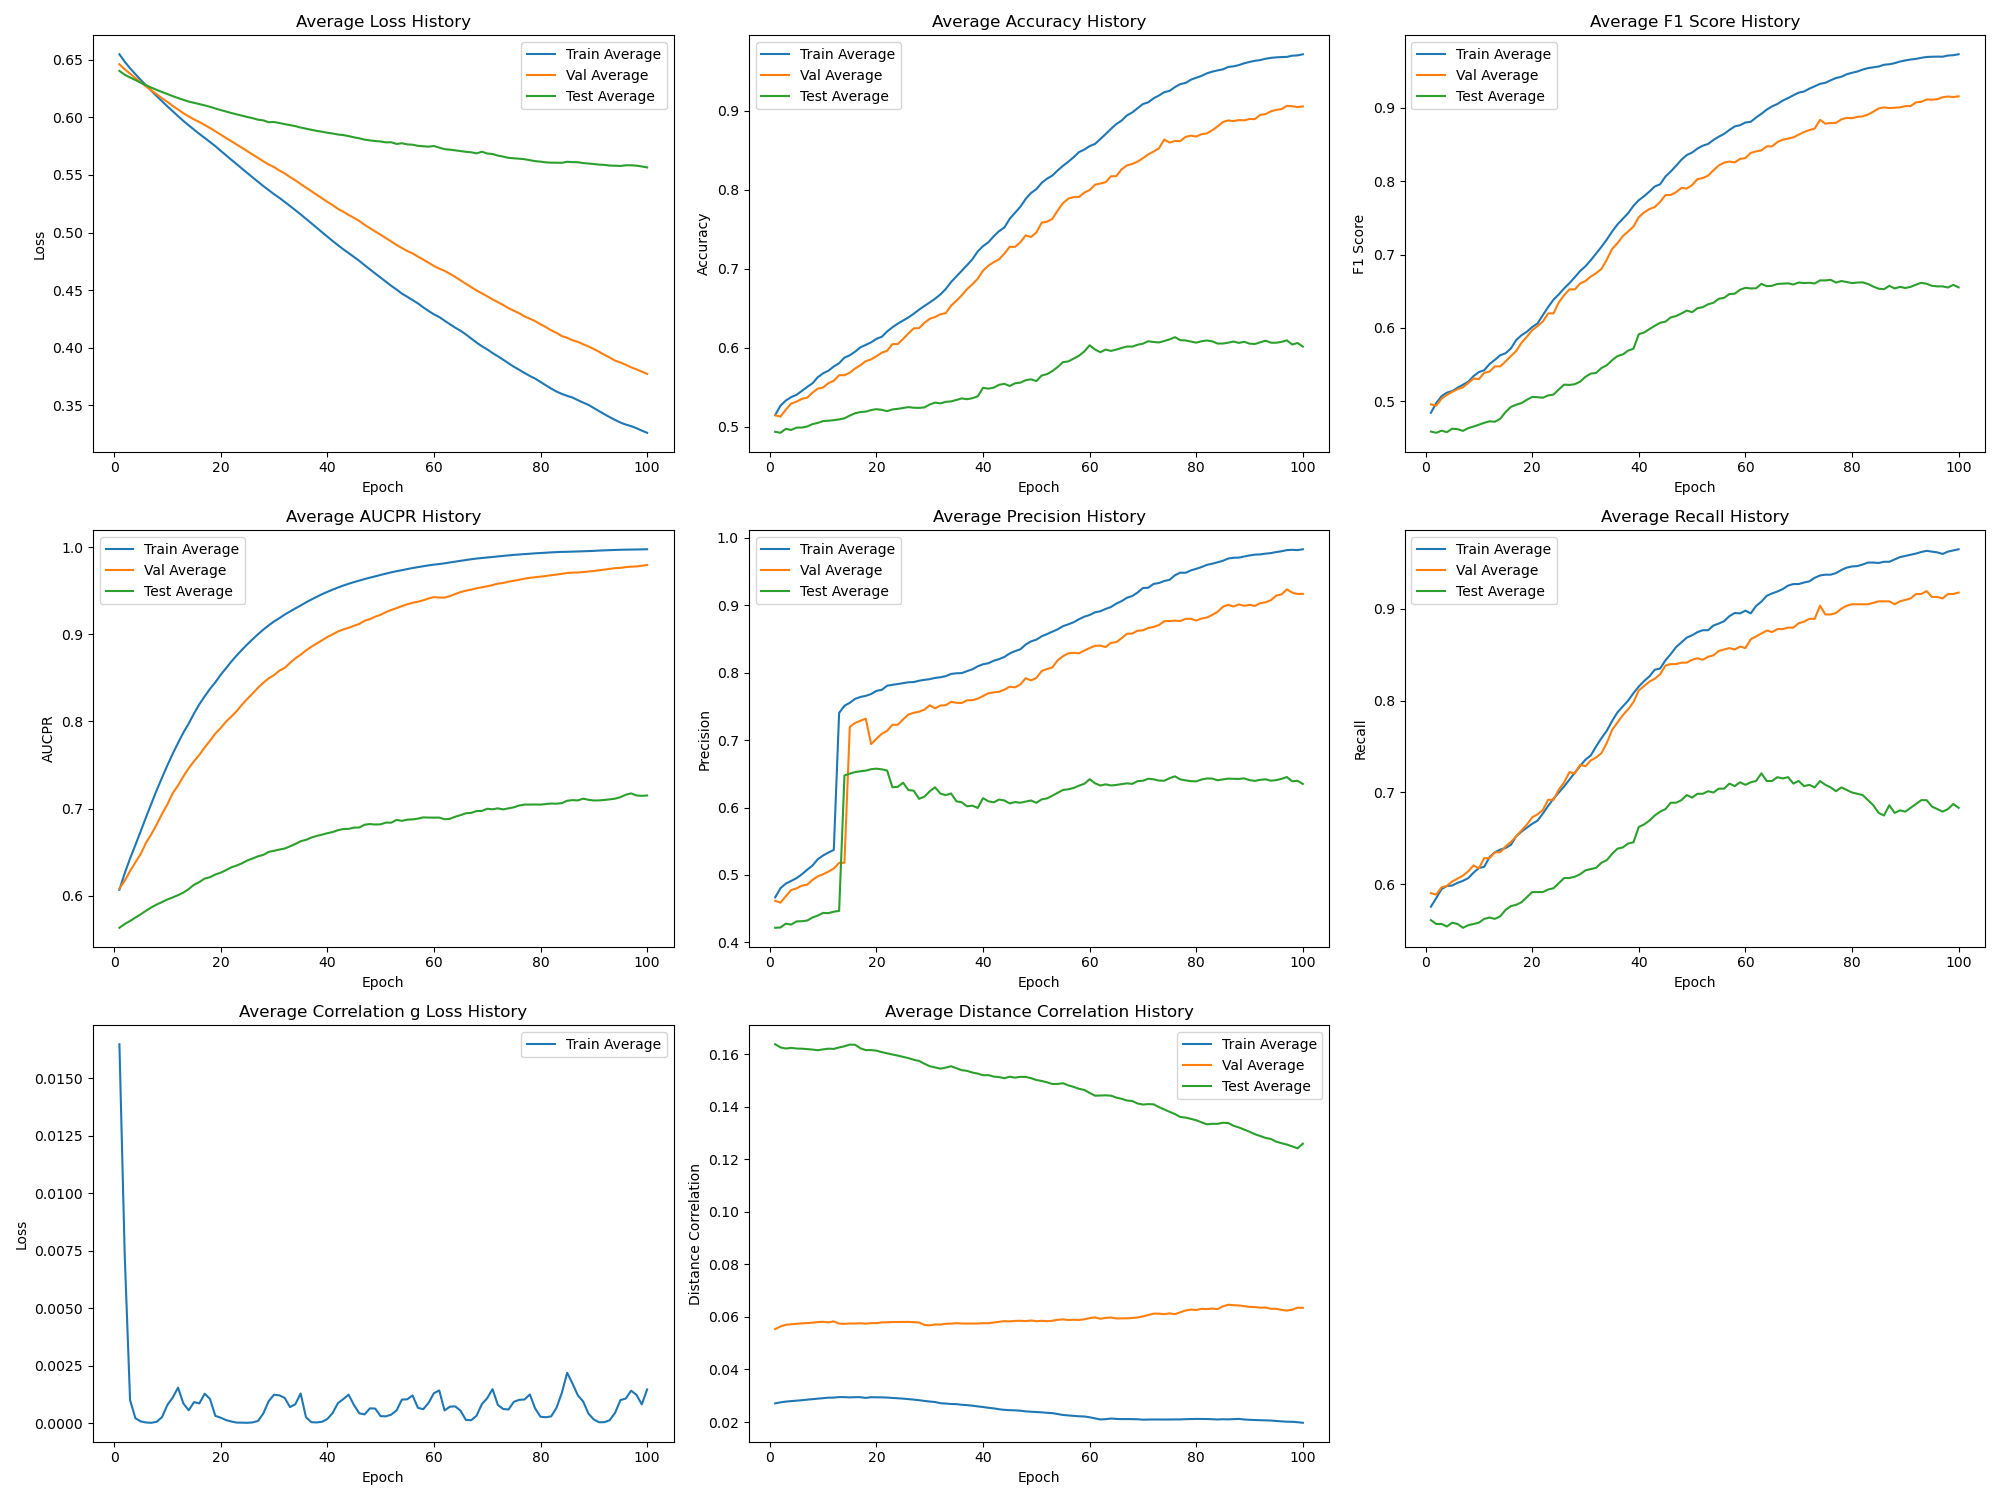 Average Loss History
Loss
0.65
0.60
0.55
0.50
0.45
0.40
0.35
Train Average
Val Average
Test Average
0 20 40 60 80 100
Epoch
Average Accuracy History
Accuracy
0.9
0.8
0.7
0.6
0.5
Train Average
Val Average
Test Average
0 20 40 60 80 100
Epoch
Average F1 Score History
F1 Score
0.9
0.8
0.7
0.6
0.5
Train Average
Val Average
Test Average
0 20 40 60 80 100
Epoch
Average AUCPR History
AUCPR
1.0
0.9
0.8
0.7
0.6
Train Average
Val Average
Test Average
0 20 40 60 80 100
Epoch
Average Precision History
Precision
1.0
0.9
0.8
0.7
0.6
0.5
0.4
Train Average
Val Average
Test Average
0 20 40 60 80 100
Epoch
Average Recall History
Recall
0.9
0.8
0.7
0.6
Train Average
Val Average
Test Average
0 20 40 60 80 100
Epoch
Average Correlation g Loss History
Loss
0.0150
0.0125
0.0100
0.0075
0.0050
0.0025
0.0000
Train Average
0 20 40 60 80 100
Epoch
Average Distance Correlation History
Distance Correlation
0.16
0.14
0.12
0.10
0.08
0.06
0.04
0.02
Train Average
Val Average
Test Average
0 20 40 60 80 100
Epoch